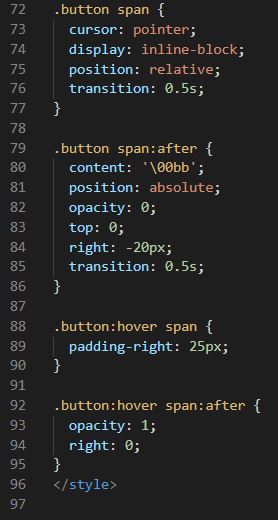 72 .button span {
73 cursor: pointer;
74 display: inline-block;
75 position: relative;
76 transition: 0.5s;
77 }
78
79 .button span:after {
80 content: '\00bb';
81 position: absolute;
82 opacity: 0;
83 top: 0;
84 right: -20px;
85 transition: 0.5s;
86 }
87
88 .button:hover span {
89 padding-right: 25px;
90 }
91
92 .button:hover span:after {
93 opacity: 1;
94 right: 0;
95 }
96 </style>
97